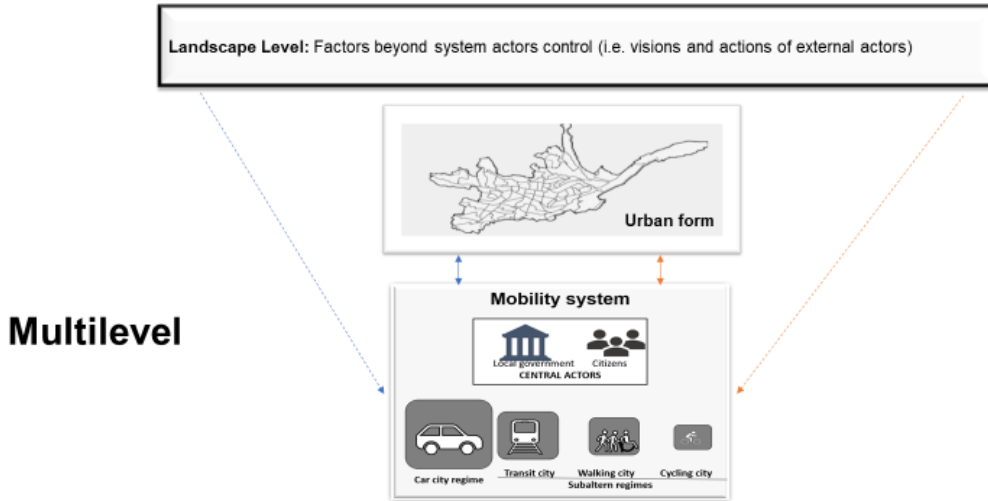 Landscape Level: Factors beyond system actors control (i.e. visions and actions of external actors)
Urban form
Multilevel
Mobility system
Local government Citizens
CENTRAL ACTORS
Car city regime Transit city Walking city Cycling city
Subaltern regimes